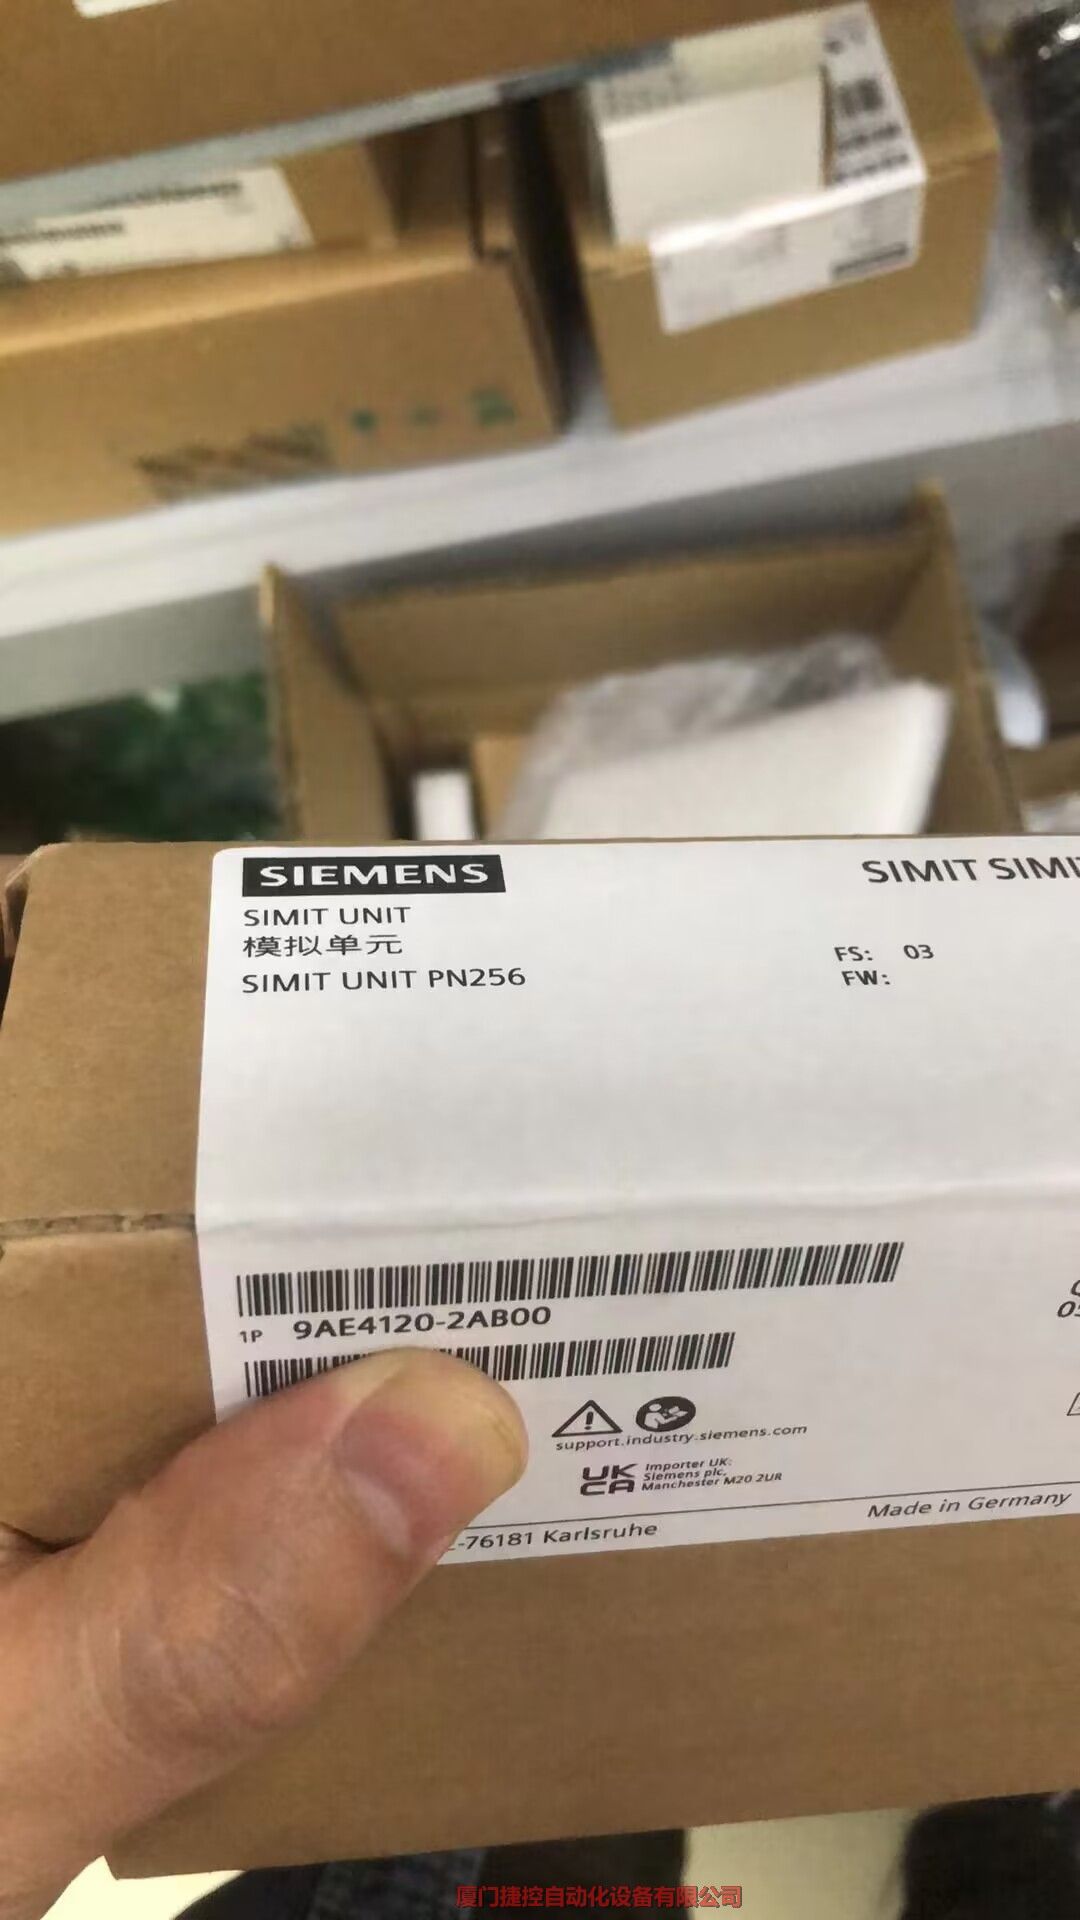 SIEMENS
SIMIT SIMI
SIMIT UNIT
模拟单元
SIMIT UNIT PN256
FS: 03
FW:
1P 9AE4120-2AB00
support.industry.siemens.com
UK
CA
Importer UK:
Siemens plc,
Manchester M20 2UR
-76181 Karlsruhe
Made in Germany
厦门捷控自动化设备有限公司